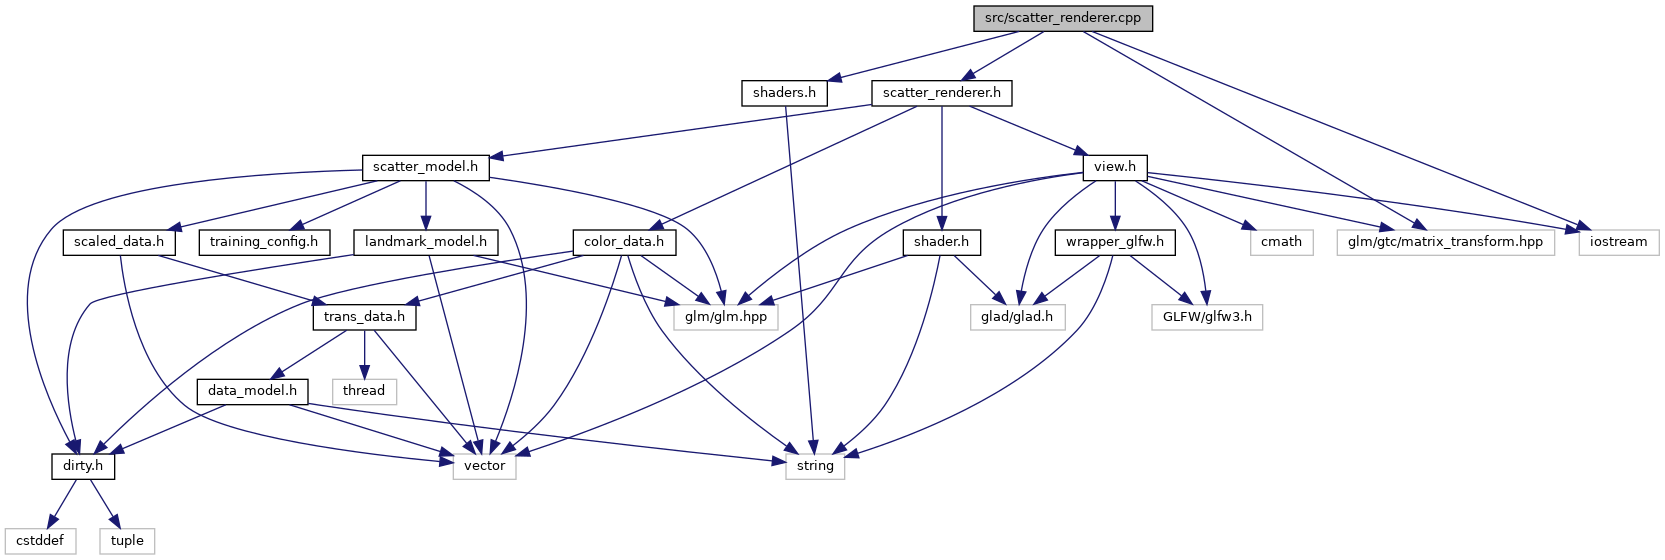 src/scatter_renderer.cpp
shaders.h
scatter_renderer.h
scatter_model.h
view.h
scaled_data.h
training_config.h
landmark_model.h
color_data.h
shader.h
wrapper_glfw.h
cmath
glm/gtc/matrix_transform.hpp
iostream
trans_data.h
glm/glm.hpp
glad/glad.h
GLFW/glfw3.h
data_model.h
thread
dirty.h
vector
string
cstddef
tuple